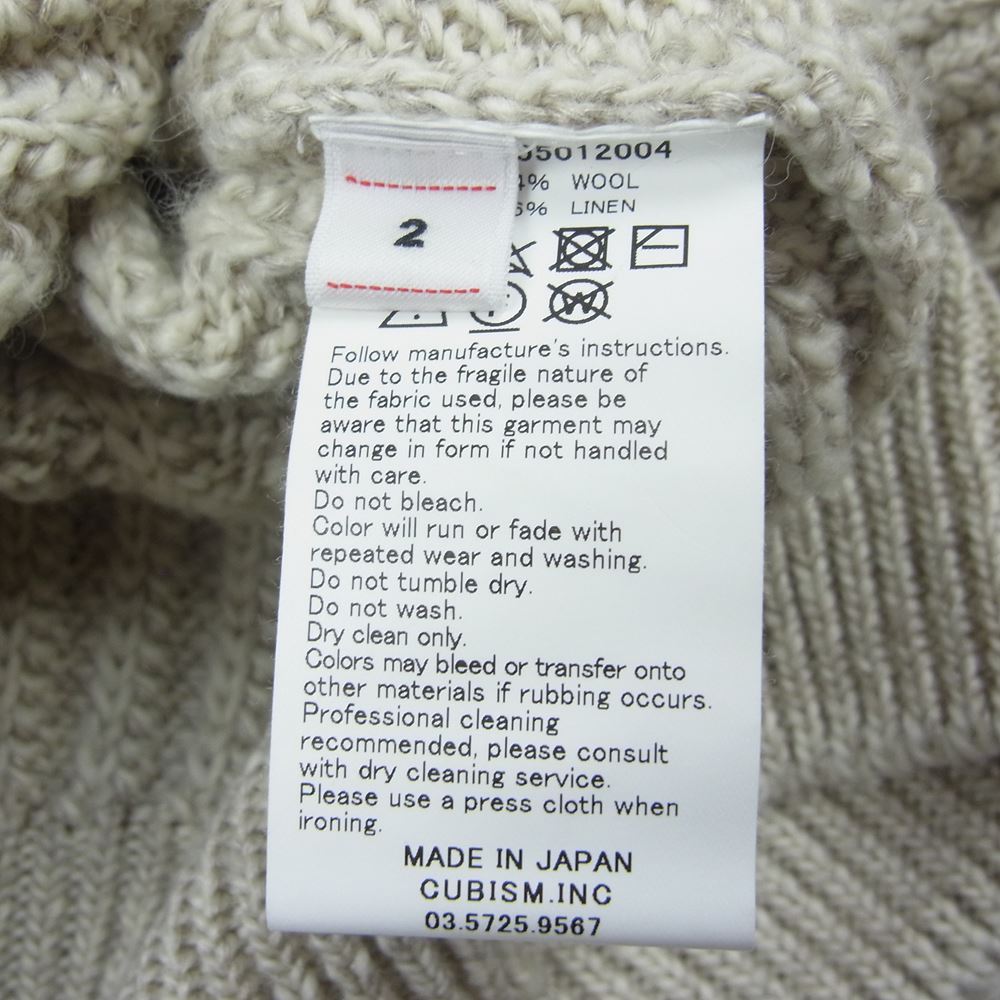 2
5012004
4% WOOL
6% LINEN
W
Follow manufacture's instructions.
Due to the fragile nature of
the fabric used, please be
aware that this garment may
change in form if not handled
with care.
Do not bleach.
Color will run or fade with
repeated wear and washing.
Do not tumble dry.
Do not wash.
Dry clean only.
Colors may bleed or transfer onto
other materials if rubbing occurs.
Professional cleaning
recommended, please consult
with dry cleaning service.
Please use a press cloth when
ironing.
MADE IN JAPAN
CUBISM.INC
03.5725.9567